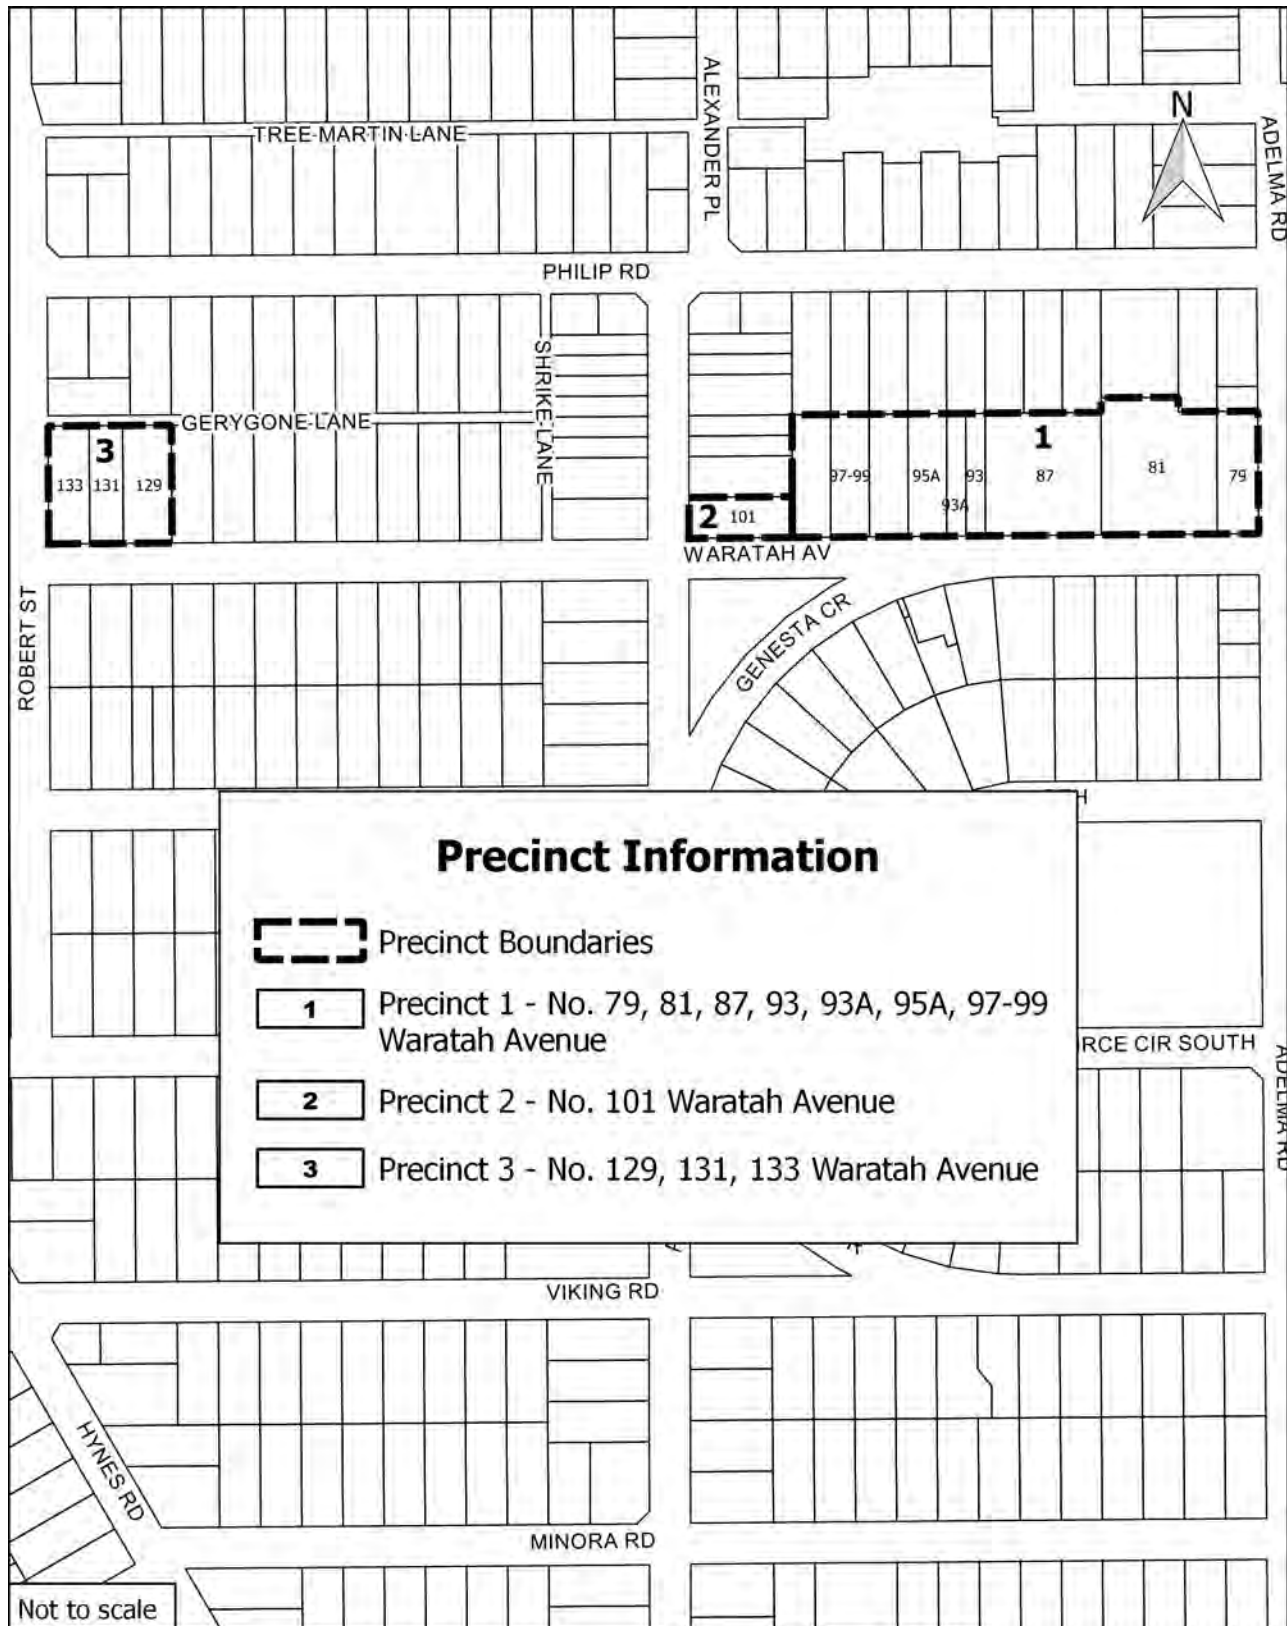 ALEXANDER PL
N
ADELMA RD
TREE MARTIN LANE
PHILIP RD
SHRIKE LANE
GERYGONE LANE
3
133 131 129
1
97-99 95A 93 87 81 79
93A
2 101
WARATAH AV
ROBERT ST
GENESTA CR
Precinct Information
Precinct Boundaries
1 Precinct 1 - No. 79, 81, 87, 93, 93A, 95A, 97-99
Waratah Avenue
2 Precinct 2 - No. 101 Waratah Avenue
3 Precinct 3 - No. 129, 131, 133 Waratah Avenue
RCE CIR SOUTH
ADELMA RD
VIKING RD
HYNES RD
MINORA RD
Not to scale